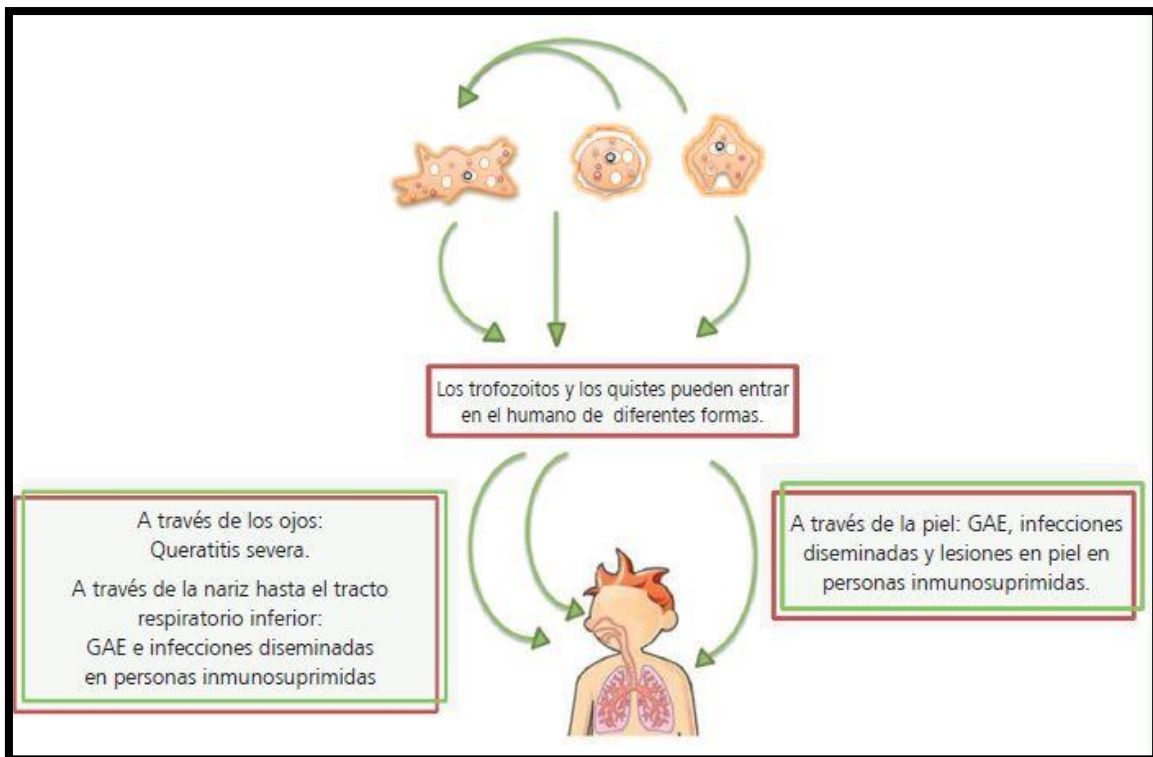 Los trofozoitos y los quistes pueden entrar
en el humano de diferentes formas.
A través de los ojos:
Queratitis severa.
A través de la nariz hasta el tracto
respiratorio inferior:
GAE e infecciones diseminadas
en personas inmunosuprimidas
A través de la piel: GAE, infecciones
diseminadas y lesiones en piel en
personas inmunosuprimidas.